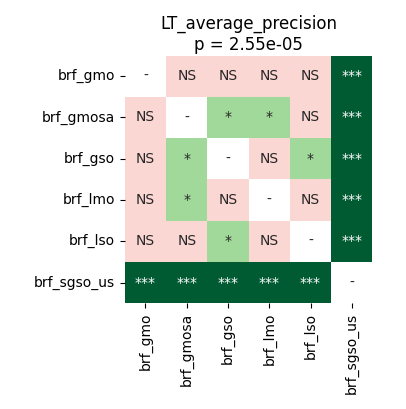 LT_average_precision
p = 2.55e-05
brf_gmo - NS NS NS NS ***
brf_gmosa NS - * * NS ***
brf_gso NS * - NS * ***
brf_lmo NS * NS - NS ***
brf_lso NS NS * NS - ***
brf_sgso_us *** *** *** *** *** -
brf_gmo brf_gmosa brf_gso brf_lmo brf_lso brf_sgso_us